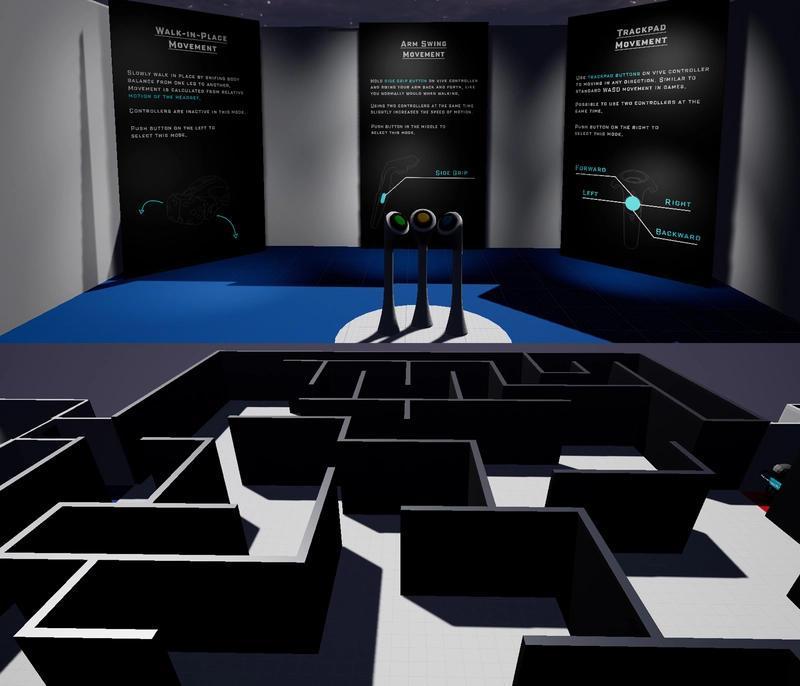 Walk-in-Place
Movement
Slowly walk in place by shifting body
balance from one leg to another.
Movement is calculated from relative
motion of the headset.
Controllers are inactive in this mode.
Push button on the left to
select this mode.
Arm Swing
Movement
Hold side grip button on vive controller
and swing your arm back and forth, like
you normally would when walking.
Using two controllers at the same time
slightly increases the speed of motion.
Push button in the middle to
select this mode.
Side Grip
Trackpad
Movement
Use trackpad buttons on vive controller
to moving in any direction. Similar to
standard WASD movement in games.
Possible to use two controllers at the
same time.
Push button on the right to
select this mode.
Forward
Left
Right
Backward